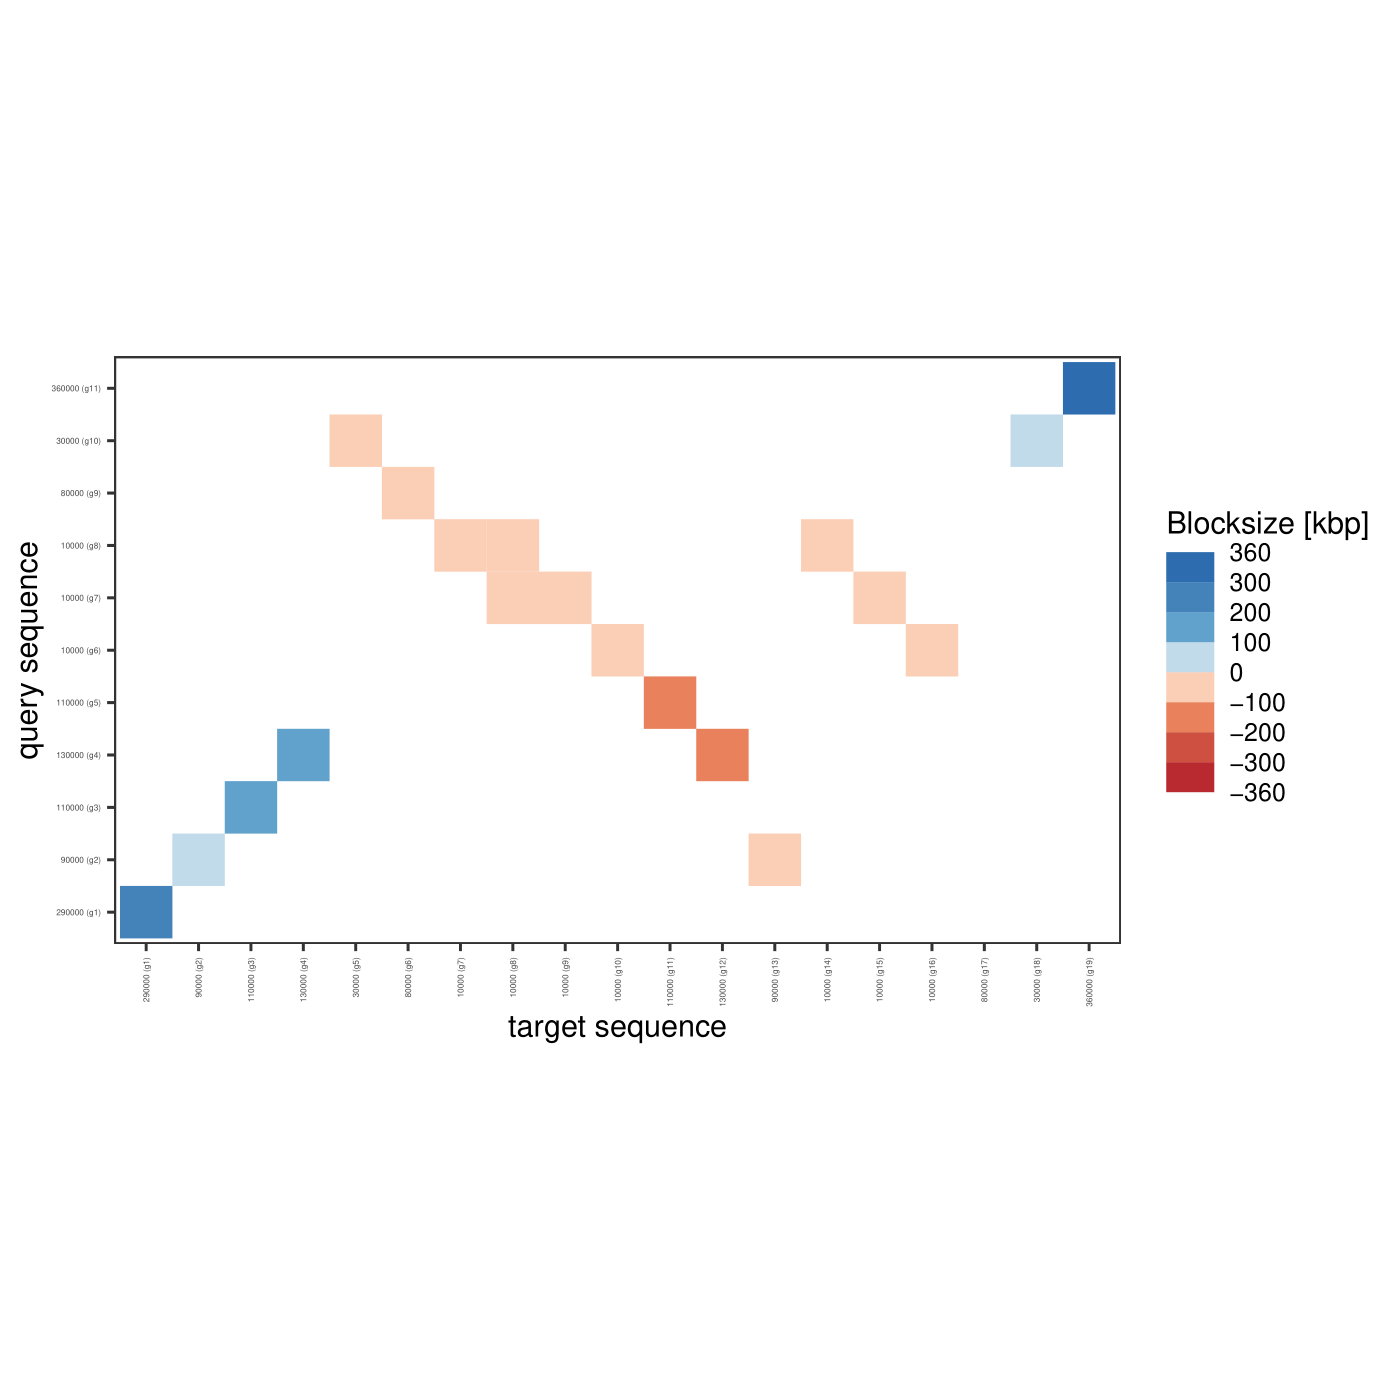 360000 (g11)
30000 (g10)
80000 (g9)
10000 (g8)
10000 (g7)
10000 (g6)
110000 (g5)
130000 (g4)
110000 (g3)
90000 (g2)
290000 (g1)
query sequence
290000 (g1)
90000 (g2)
110000 (g3)
130000 (g4)
30000 (g5)
80000 (g6)
10000 (g7)
10000 (g8)
10000 (g9)
10000 (g10)
110000 (g11)
130000 (g12)
90000 (g13)
10000 (g14)
10000 (g15)
10000 (g16)
80000 (g17)
30000 (g18)
360000 (g19)
target sequence
Blocksize [kbp]
360
300
200
100
0
−100
−200
−300
−360